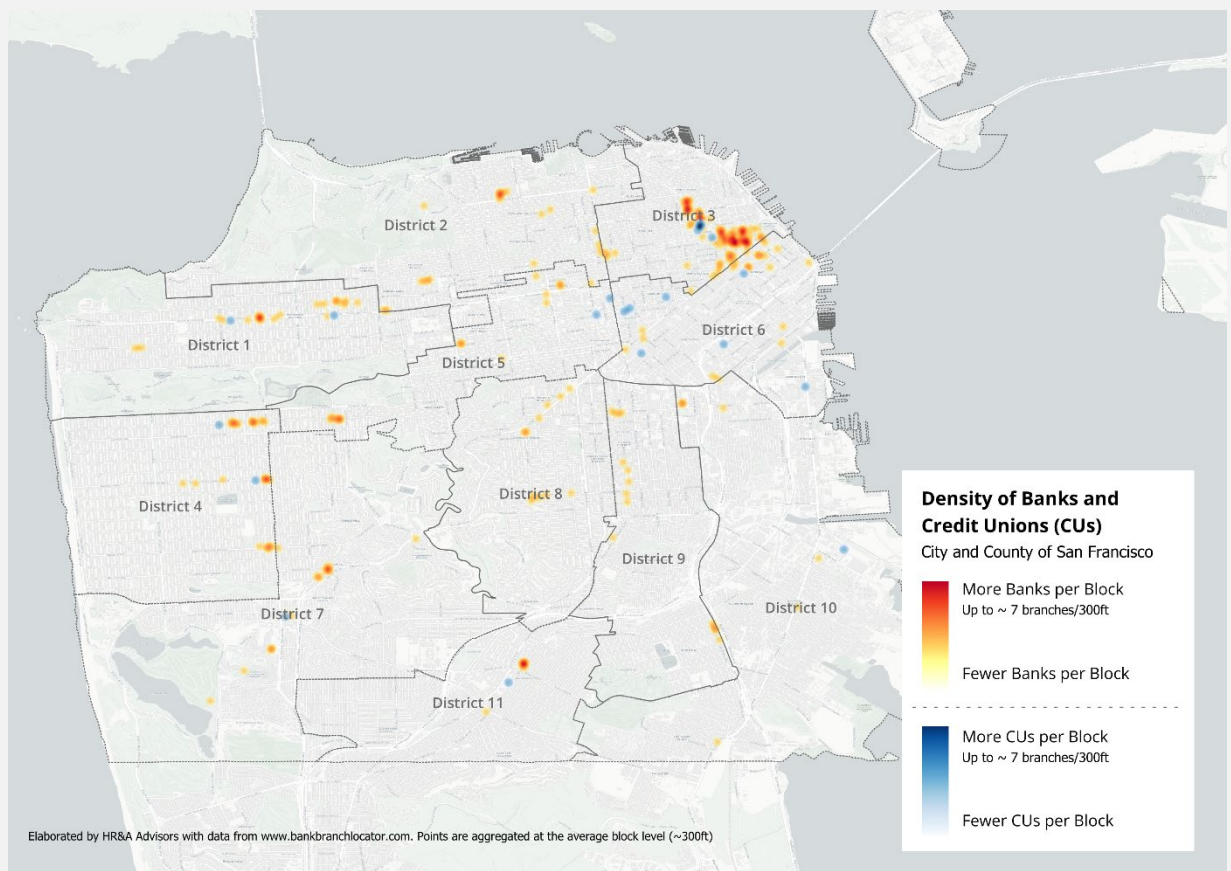 District 3
District 2
District 6
District 1
District 5
District 8
District 4
District 9
District 10
District 7
District 11
Density of Banks and
Credit Unions (CUs)
City and County of San Francisco
More Banks per Block
Up to ~ 7 branches/300ft
Fewer Banks per Block
More CUs per Block
Up to ~ 7 branches/300ft
Fewer CUs per Block
Elaborated by HR&A Advisors with data from www.bankbranchlocator.com. Points are aggregated at the average block level (~300ft)